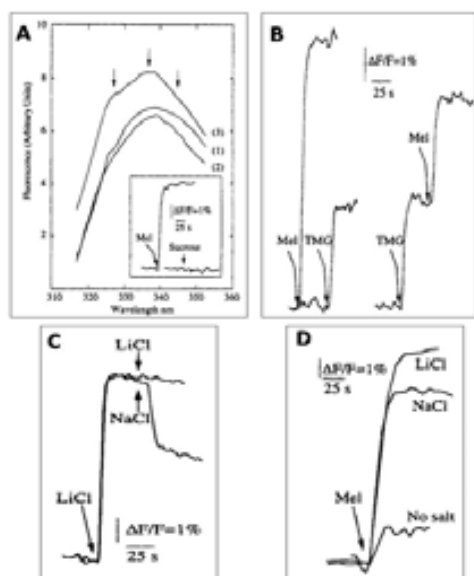 A
Fluorescence (Arbitrary Units)
10
8
6
4
2
(3)
(1)
(2)
ΔF/F=1%
25 s
Mel
Sucrose
310
320
330
340
350
360
Wavelength nm
B
ΔF/F=1%
25 s
Mel
Mel
TMG
TMG
C
LiCl
NaCl
LiCl
ΔF/F=1%
25 s
D
ΔF/F=1%
25 s
LiCl
NaCl
Mel
No salt